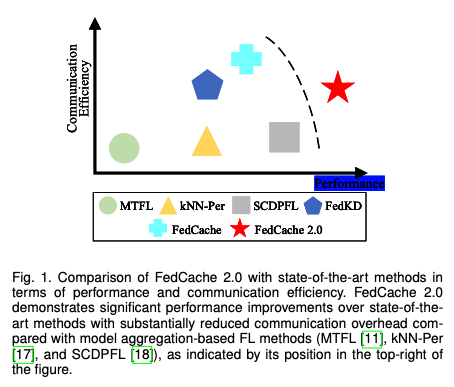 Communication
Efficiency
Performance
MTFL kNN-Per SCDPFL FedKD
FedCache FedCache 2.0
Fig. 1. Comparison of FedCache 2.0 with state-of-the-art methods in
terms of performance and communication efficiency. FedCache 2.0
demonstrates significant performance improvements over state-of-the-
art methods with substantially reduced communication overhead com-
pared with model aggregation-based FL methods (MTFL [11], kNN-Per
[17], and SCDPFL [18]), as indicated by its position in the top-right of
the figure.